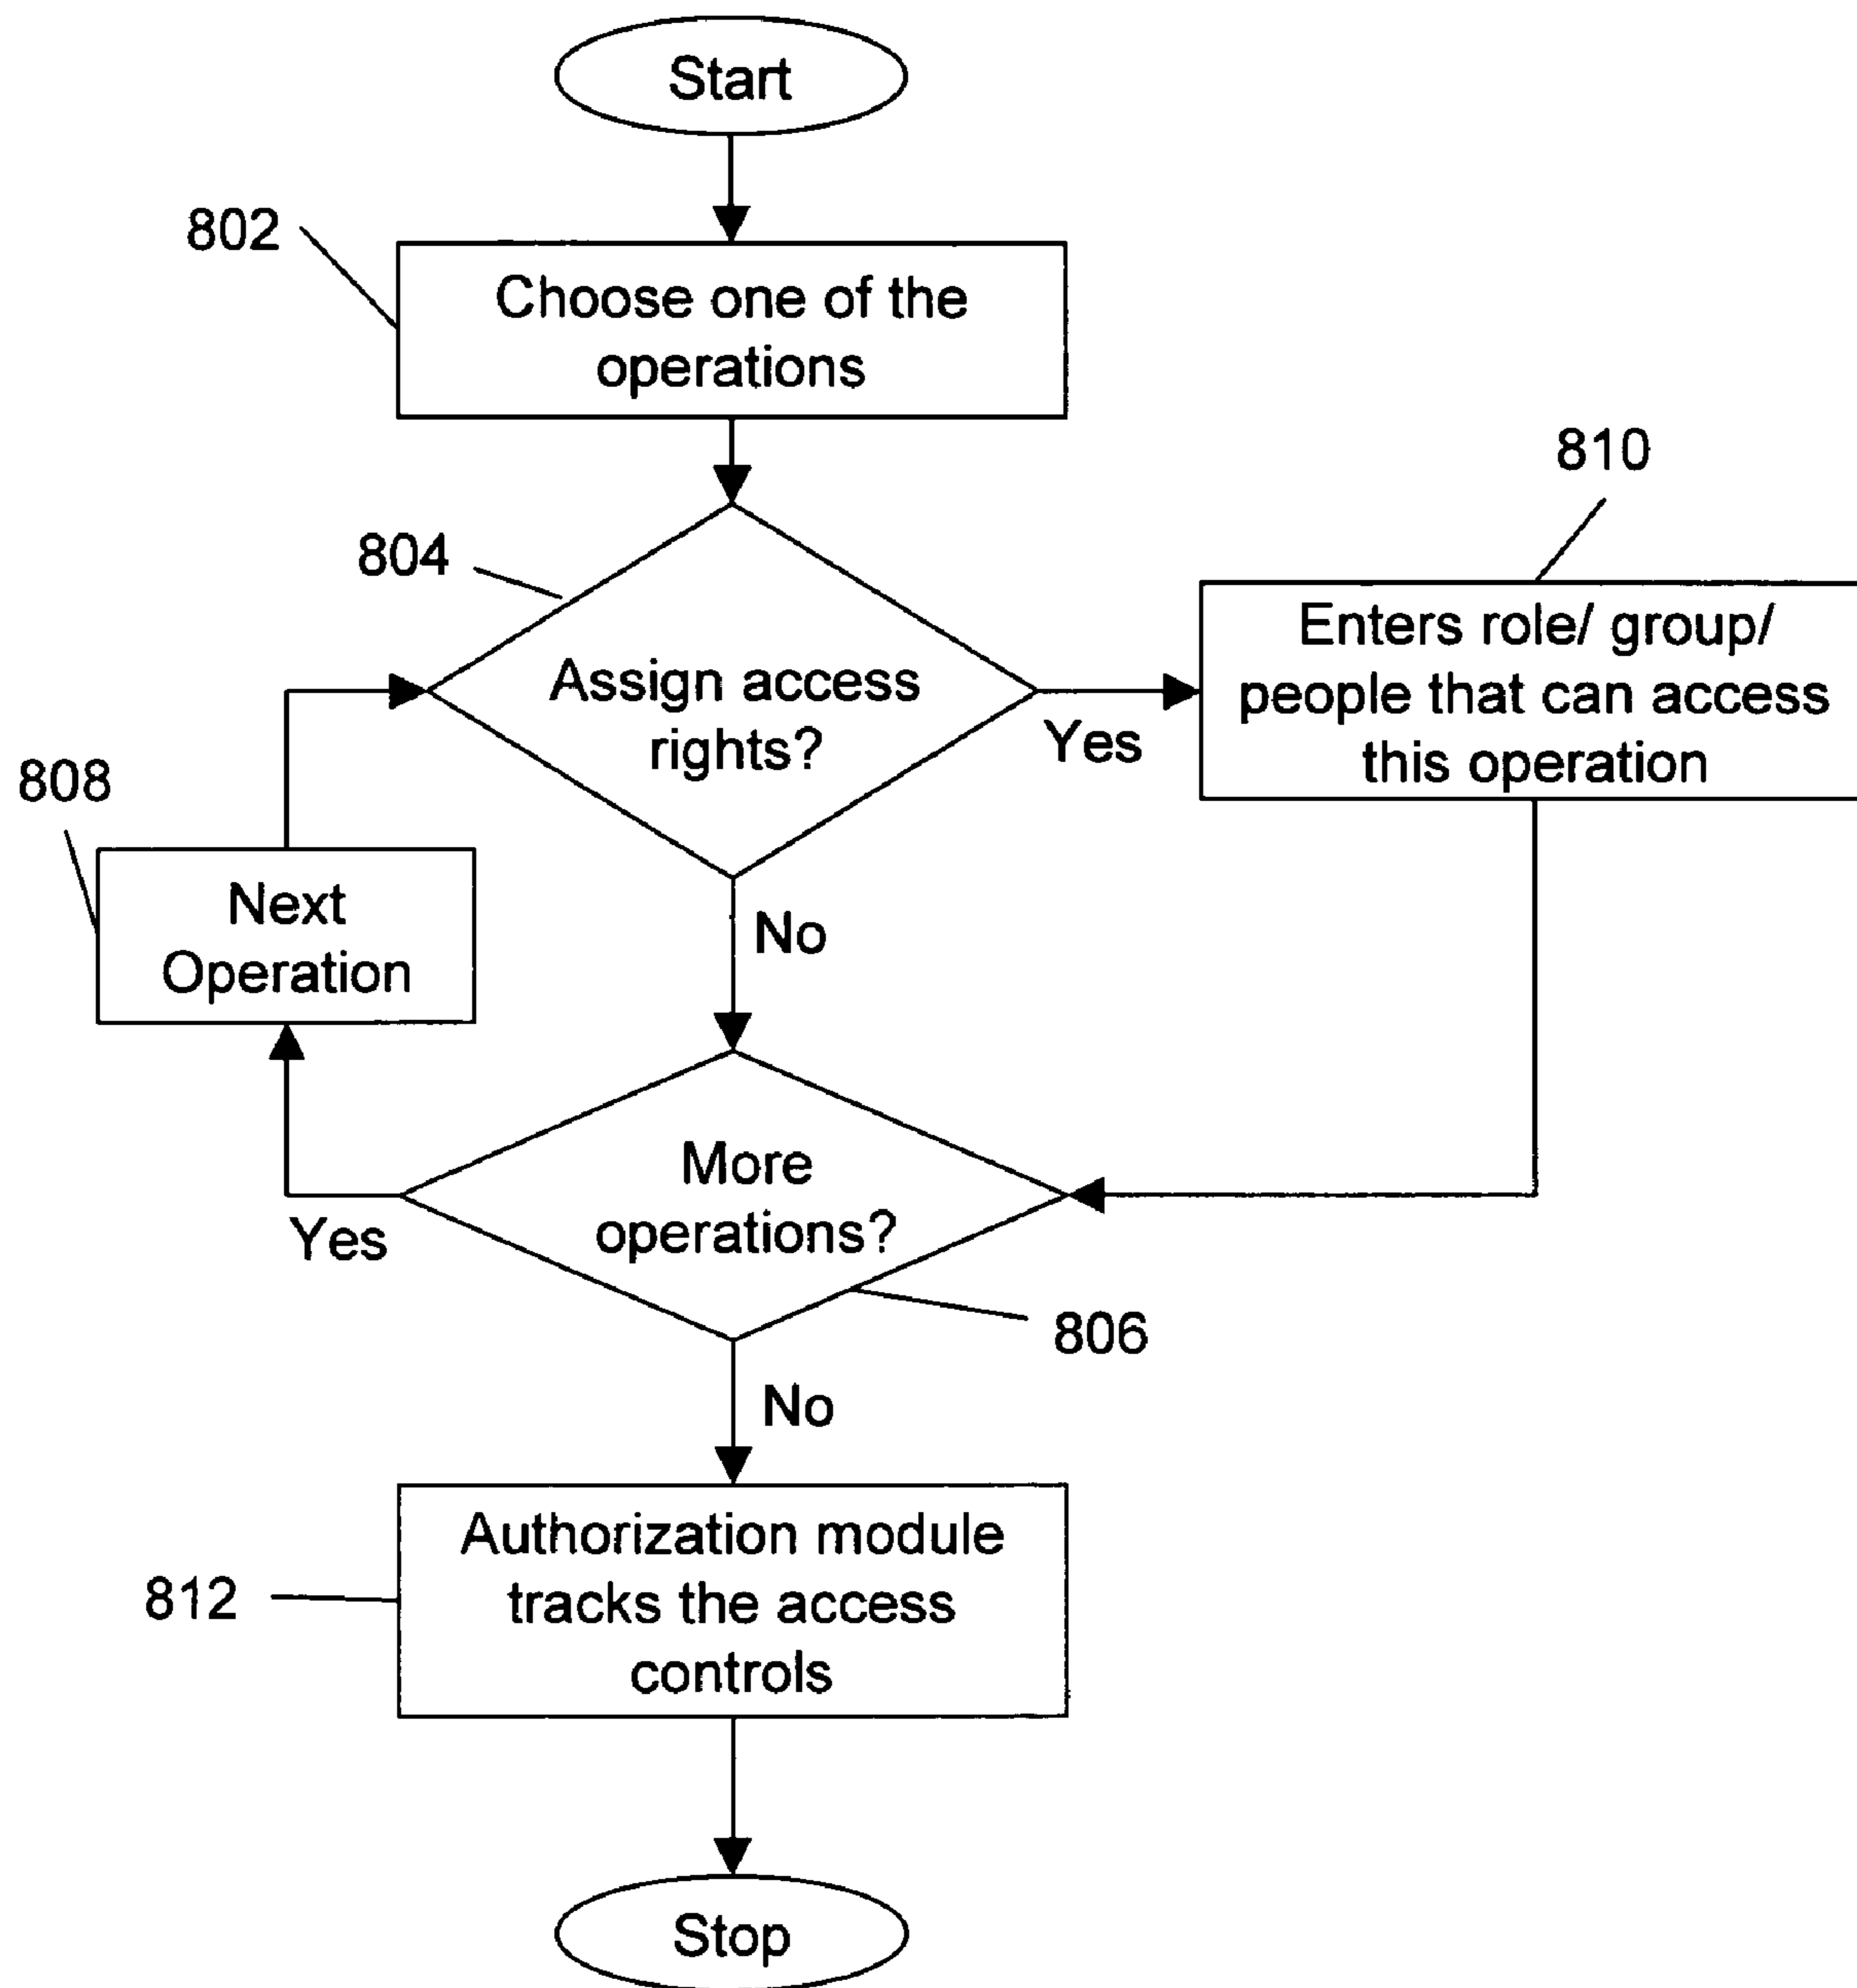 Start
802
Choose one of the
operations
810
804
Enters role/ group/
people that can access
this operation
Assign access
rights?
Yes
808
Next
Operation
No
More
operations?
Yes
806
No
Authorization module
tracks the access
controls
812
Stop